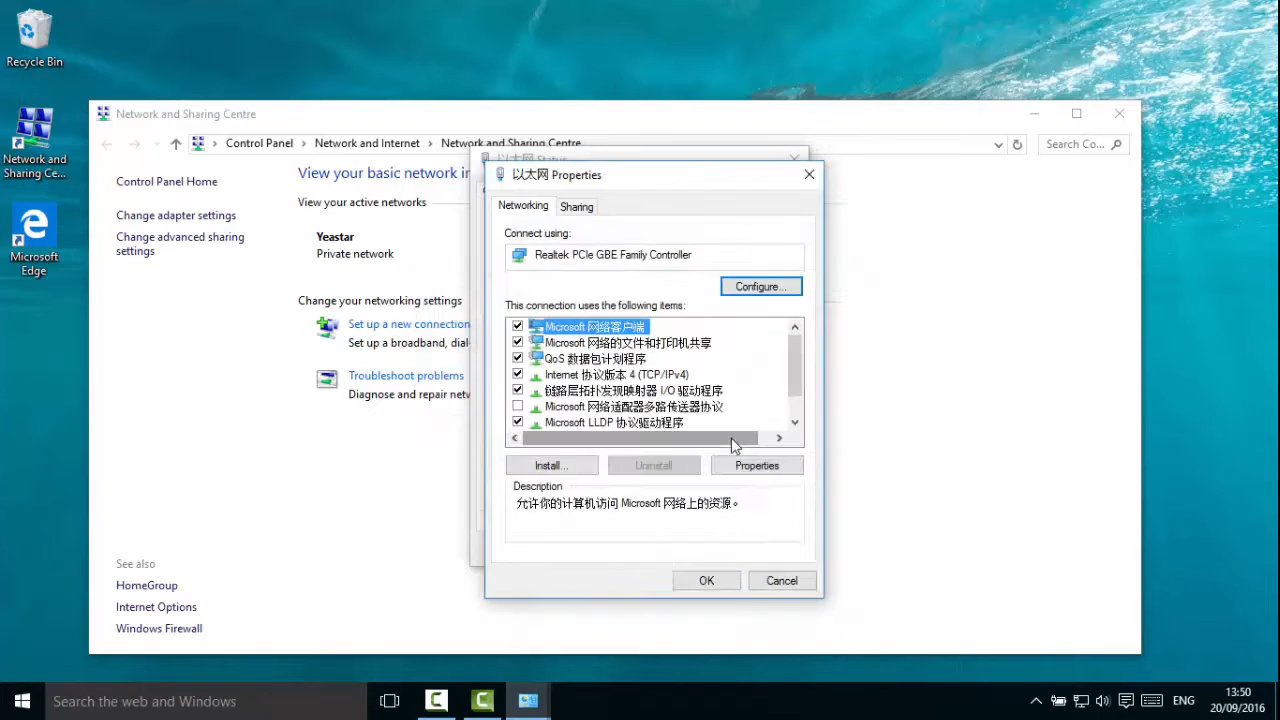 Recycle Bin
Network and
Sharing Ce...
Microsoft
Edge
Network and Sharing Centre
Control Panel > Network and Internet > Network and Sharing Centre
Search Co...
Control Panel Home
Change adapter settings
Change advanced sharing
settings
View your basic network in
View your active networks
Yeastar
Private network
Change your networking settings
Set up a new connection
Set up a broadband, dial-
Troubleshoot problems
Diagnose and repair netw
See also
HomeGroup
Internet Options
Windows Firewall
以太网 Status
以太网 Properties
Networking
Sharing
Connect using:
Realtek PCIe GBE Family Controller
Configure...
This connection uses the following items:
Microsoft 网络客户端
Microsoft 网络的文件和打印机共享
QoS 数据包计划程序
Internet 协议版本 4 (TCP/IPv4)
链路层拓扑发现映射器 I/O 驱动程序
Microsoft 网络适配器多路传送器协议
Microsoft LLDP 协议驱动程序
Install...
Uninstall
Properties
Description
允许你的计算机访问 Microsoft 网络上的资源。
OK
Cancel
Search the web and Windows
ENG
13:50
20/09/2016